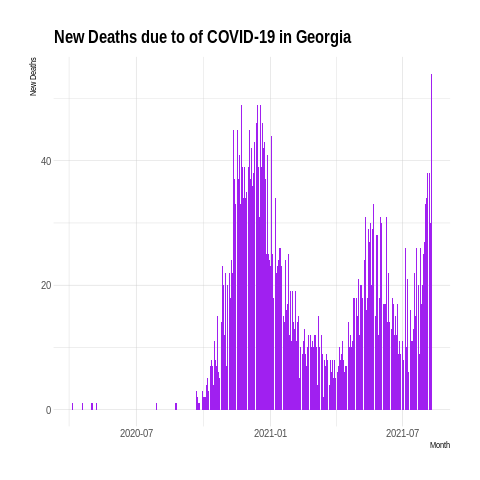 New Deaths due to of COVID-19 in Georgia
New Deaths
40
20
0
2020-07
2021-01
2021-07
Month